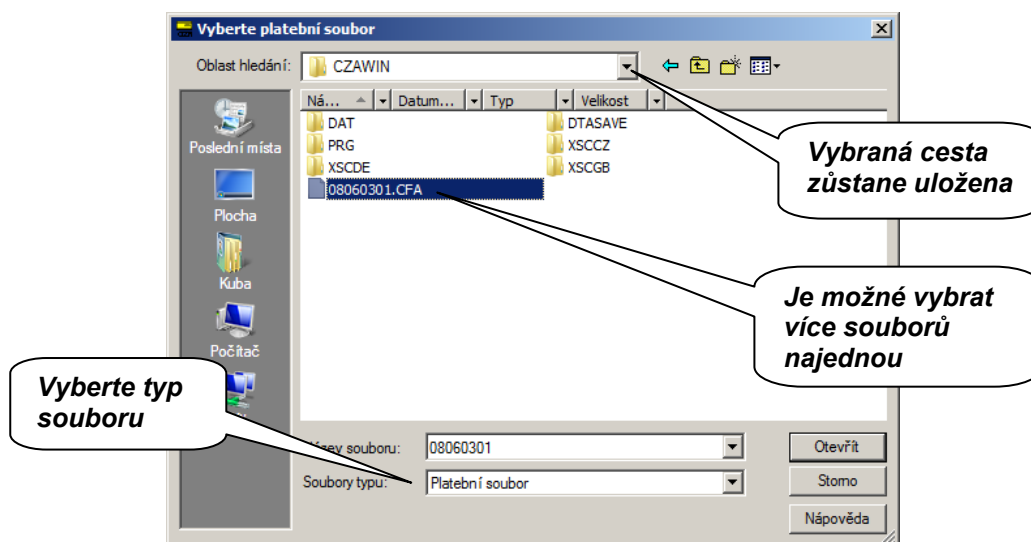 Vyberte platební soubor
Oblast hledání:
CZAWIN
Ná...
Datum...
Typ
Velikost
DAT
DTASAVE
PRG
XSCCZ
XSCDE
XSCGB
08060301.CFA
Poslední místa
Plocha
Kuba
Počítač
Vybraná cesta
zůstane uložena
Je možné vybrat
více souborů
najednou
Vyberte typ
souboru
souboru:
08060301
Otevřít
Soubory typu:
Platební soubor
Storno
Nápověda